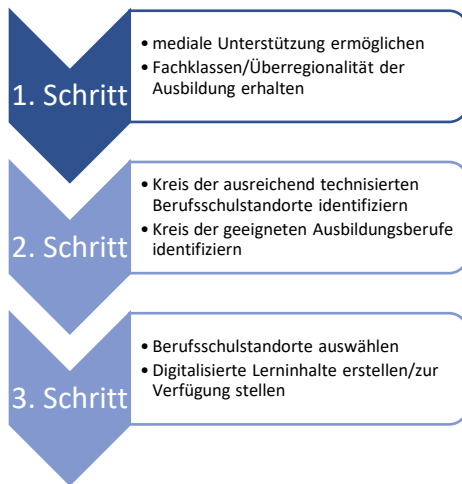 1. Schritt
• mediale Unterstützung ermöglichen
• Fachklassen/Überregionalität der
Ausbildung erhalten
2. Schritt
• Kreis der ausreichend technisierten
Berufsschulstandorte identifiziern
• Kreis der geeigneten Ausbildungsberufe
identifiziern
3. Schritt
• Berufsschulstandorte auswählen
• Digitalisierte Lerninhalte erstellen/zur
Verfügung stellen